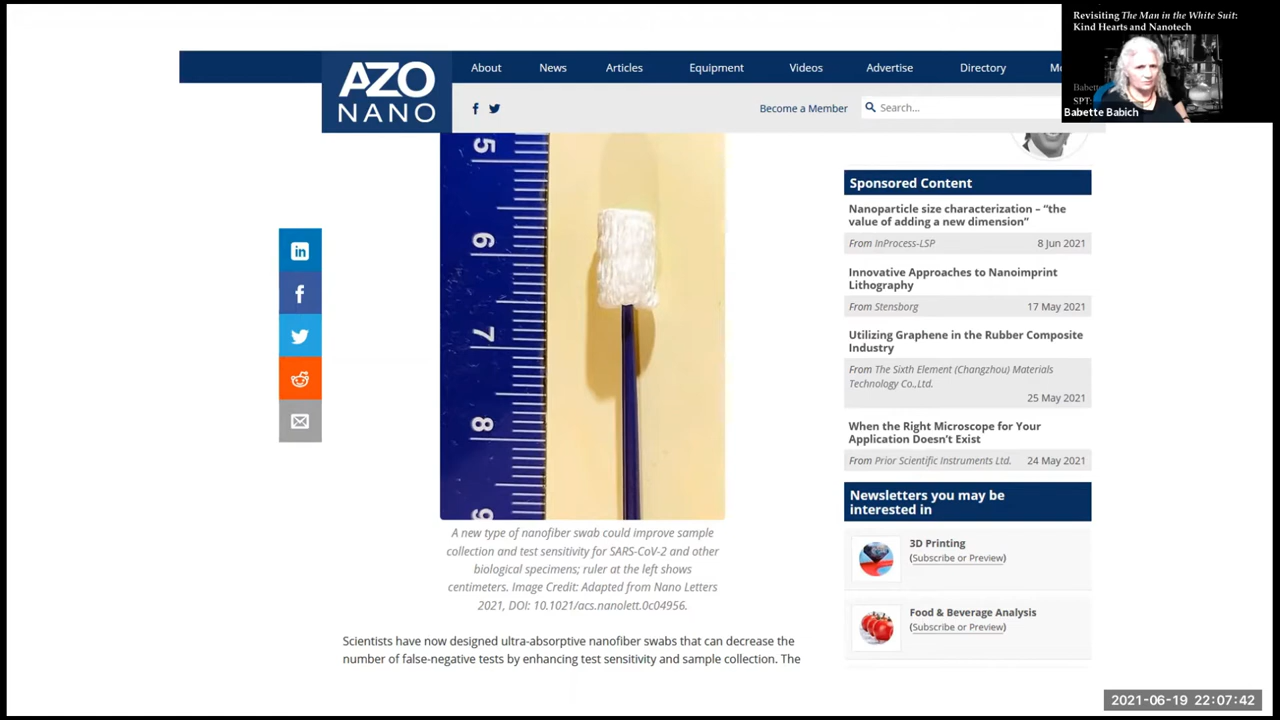 Revisiting The Man in the White Suit:
Kind Hearts and Nanotech
SPT:
Babette Babich
AZO
NANO
About News Articles Equipment Videos Advertise Directory
Become a Member
Search...
5
6
7
8
9
Sponsored Content
Nanoparticle size characterization – “the
value of adding a new dimension”
From InProcess-LSP 8 Jun 2021
Innovative Approaches to Nanoimprint
Lithography
From Stensborg 17 May 2021
Utilizing Graphene in the Rubber Composite
Industry
From The Sixth Element (Changzhou) Materials
Technology Co.,Ltd.
25 May 2021
When the Right Microscope for Your
Application Doesn’t Exist
From Prior Scientific Instruments Ltd. 24 May 2021
Newsletters you may be
interested in
3D Printing
(Subscribe or Preview)
Food & Beverage Analysis
(Subscribe or Preview)
A new type of nanofiber swab could improve sample
collection and test sensitivity for SARS-CoV-2 and other
biological specimens; ruler at the left shows
centimeters. Image Credit: Adapted from Nano Letters
2021, DOI: 10.1021/acs.nanolett.0c04956.
Scientists have now designed ultra-absorptive nanofiber swabs that can decrease the
number of false-negative tests by enhancing test sensitivity and sample collection. The
2021-06-19 22:07:42